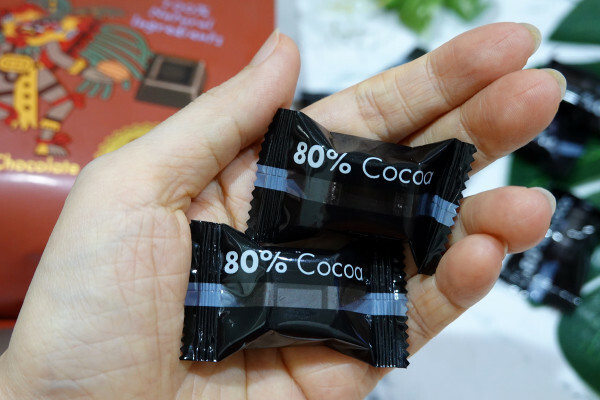 100% Natural
Ingredients
Chocolate
80% Cocoa
80% Cocoa